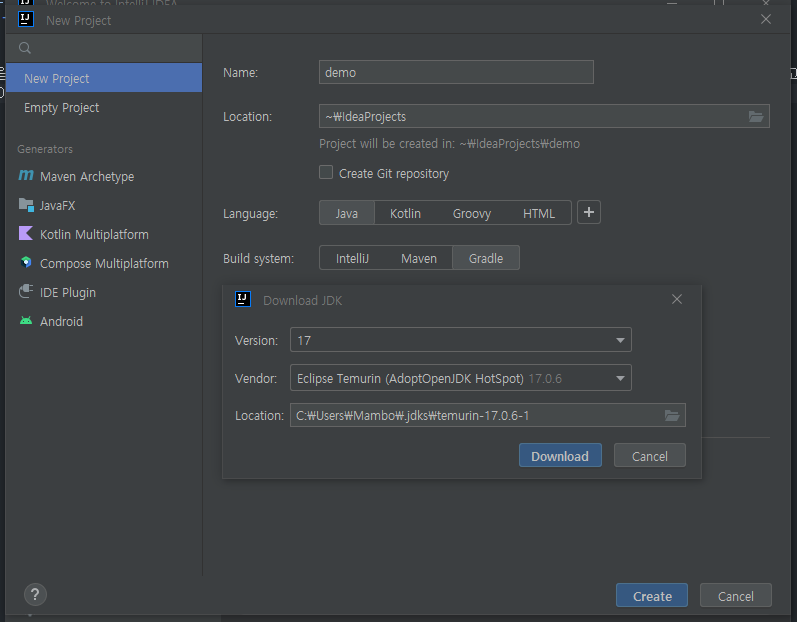 Welcome to IntelliJ IDEA
New Project
New Project
Empty Project
Generators
Maven Archetype
JavaFX
Kotlin Multiplatform
Compose Multiplatform
IDE Plugin
Android
Name: demo
Location: ~₩IdeaProjects
Project will be created in: ~₩IdeaProjects₩demo
Create Git repository
Language: Java Kotlin Groovy HTML +
Build system: IntelliJ Maven Gradle
Download JDK
Version: 17
Vendor: Eclipse Temurin (AdoptOpenJDK HotSpot) 17.0.6
Location: C:₩Users₩Mambo₩.jdks₩temurin-17.0.6-1
Download Cancel
? Create Cancel